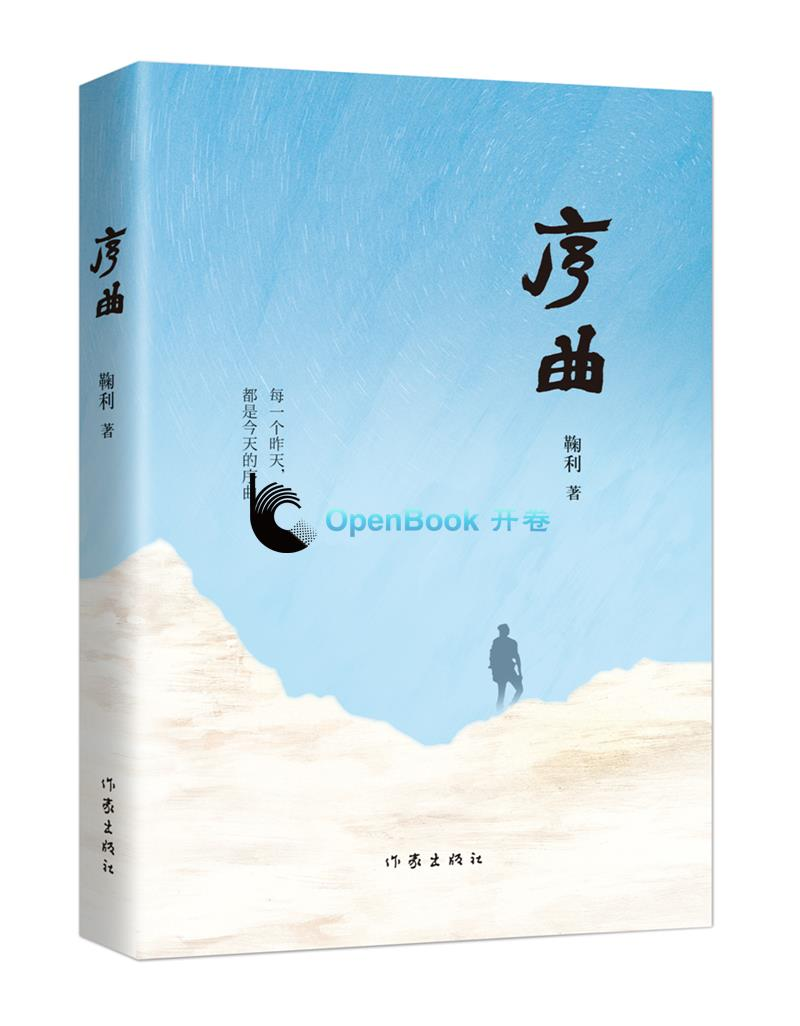 序曲
鞠利 著
作家出版社
序曲
鞠利 著
每一个昨天，
都是今天的序曲
OpenBook 开卷
作家出版社